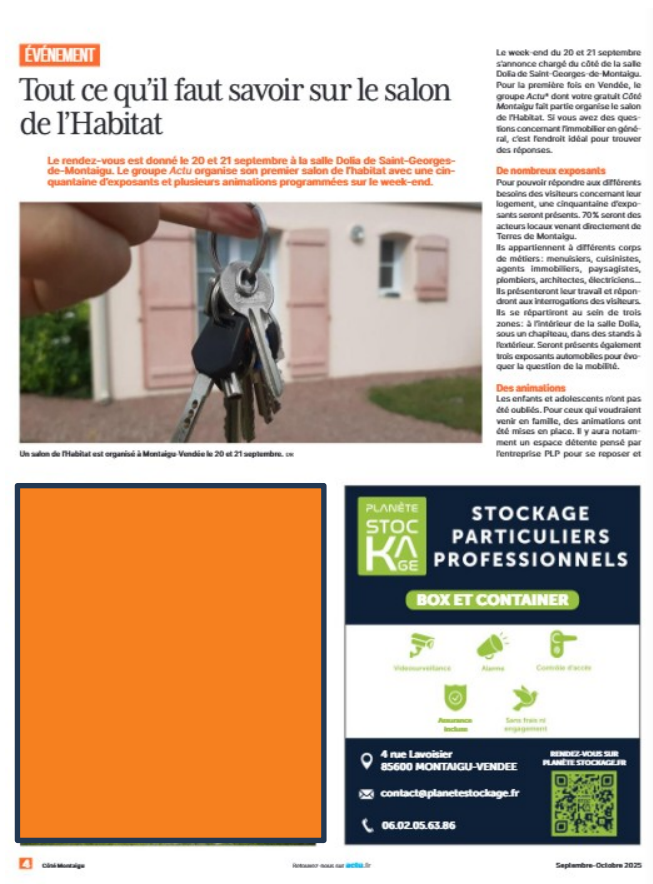 ÉVÉNEMENT
Tout ce qu'il faut savoir sur le salon
de l'Habitat
Le rendez-vous est donné le 20 et 21 septembre à la salle Dolia de Saint-Georges-
de-Montaigu. Le groupe Actu organise son premier salon de l'habitat avec une cin-
quantaine d'exposants et plusieurs animations programmées sur le week-end.
Un salon de l'Habitat est organisé à Montaigu-Vendée le 20 et 21 septembre.
Le week-end du 20 et 21 septembre
s'annonce chargé du côté de la salle
Dolia de Saint-Georges-de-Montaigu.
Pour la première fois en Vendée, le
groupe Actu* dont votre gratuit Côté
Montaigu fait partie organise le salon
de l'Habitat. Si vous avez des ques-
tions concernant l'immobilier en géné-
ral, c'est l'endroit idéal pour trouver
des réponses.
De nombreux exposants
Pour pouvoir répondre aux différents
besoins des visiteurs concernant leur
logement, une cinquantaine d'expo-
sants seront présents. 70% seront des
acteurs locaux venant directement de
Terres de Montaigu.
Ils appartiennent à différents corps
de métiers : menuisiers, cuisinistes,
agents immobiliers, paysagistes,
plombiers, architectes, électriciens...
Ils présenteront leur travail et répon-
dront aux interrogations des visiteurs.
Ils se répartiront au sein de trois
zones : à l'intérieur de la salle Dolia,
sous un chapiteau, dans des stands à
l'extérieur. Seront présents également
trois exposants automobiles pour évo-
quer la question de la mobilité.
Des animations
Les enfants et adolescents n'ont pas
été oubliés. Pour ceux qui voudraient
venir en famille, des animations ont
été mises en place. Il y aura notam-
ment un espace détente pensé par
l'entreprise PLP pour se reposer et
PLANÈTE
STOC
KA
GE
STOCKAGE
PARTICULIERS
PROFESSIONNELS
BOX ET CONTAINER
Vidéosurveillance
Alarme
Contrôle d'accès
Assurance
incluse
Sans frais ni
engagement
4 rue Lavoisier
85600 MONTAIGU-VENDEE
contact@planetestockage.fr
06.02.05.63.86
RENDEZ-VOUS SUR
PLANÈTE STOCKAGE.FR
4 Côté Montaigu
Retrouvez-nous sur actu.fr
Septembre-Octobre 2025